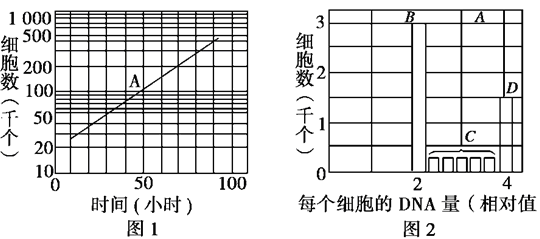 1 000
500
200
100
50
20
10
细胞数（千个）
A
0
50
100
时间(小时)
图1
3
2
1
0
细胞数（千个）
B
A
D
C
2
4
每个细胞的 DNA 量 ( 相对值
图2